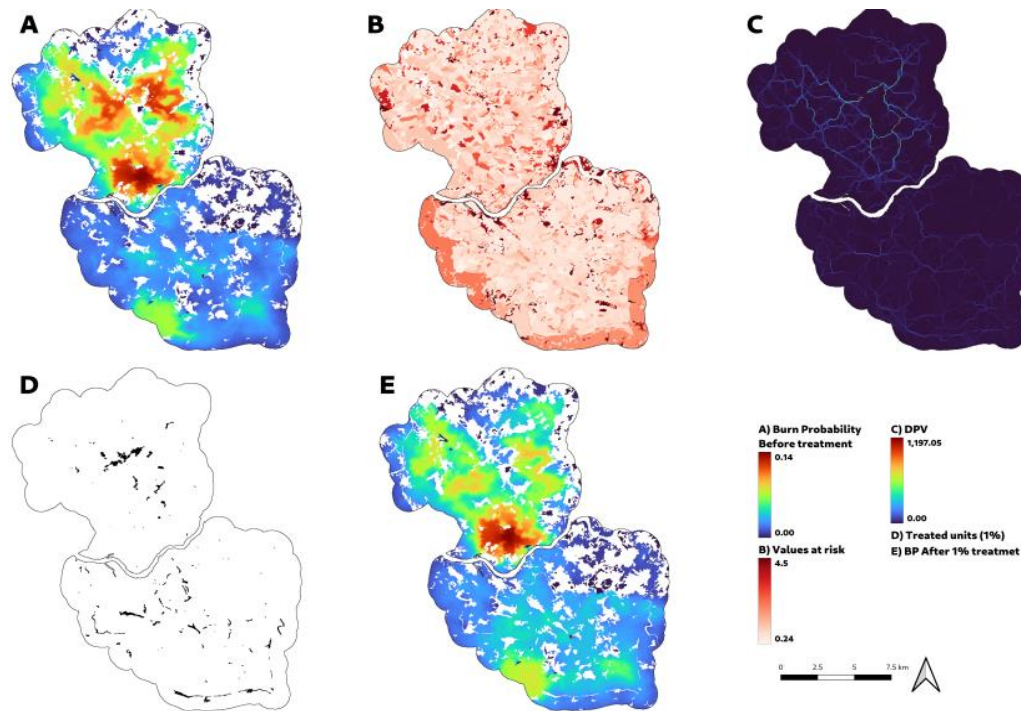 A
B
C
D
E
A) Burn Probability
Before treatment
0.14
0.00
B) Values at risk
4.5
0.24
C) DPV
1,197.05
0.00
D) Treated units (1%)
E) BP After 1% treatmet
0 2.5 5 7.5 km